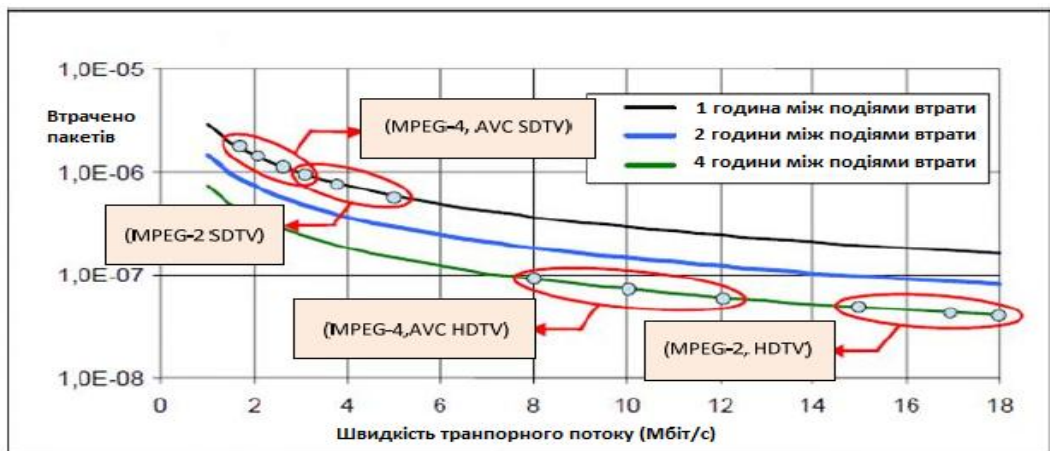 1,0E-05
Втрачено
пакетів
1,0E-06
1,0E-07
1,0E-08
0 2 4 6 8 10 12 14 16 18
Швидкість транпорного потоку (Мбіт/с)
1 година між подіями втрати
2 години між подіями втрати
4 години між подіями втрати
(MPEG-4, AVC SDTV)
(MPEG-2 SDTV)
(MPEG-4,AVC HDTV)
(MPEG-2, HDTV)